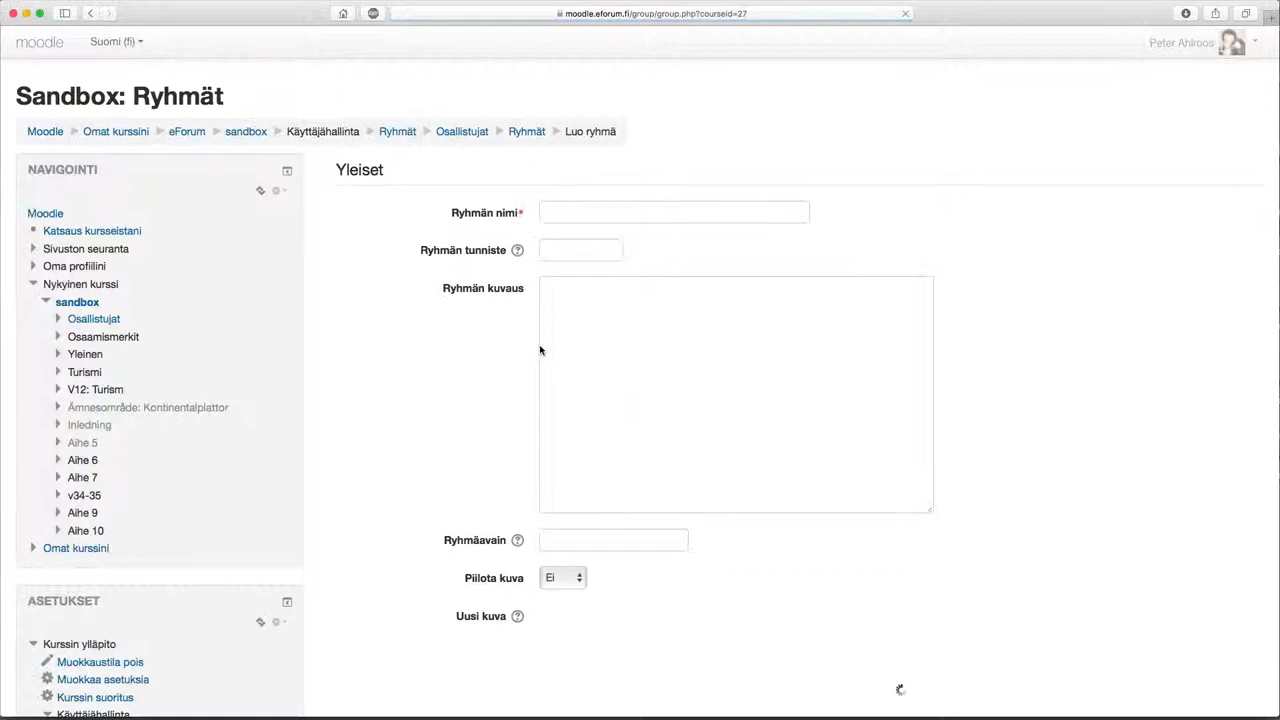 moodle.eforum.fi/group/group.php?courseid=27
moodle Suomi (fi) Peter Ahlroos
Sandbox: Ryhmät
Moodle Omat kurssini eForum sandbox Käyttäjähallinta Ryhmät Osallistujat Ryhmät Luo ryhmä
NAVIGOINTI
Moodle
Katsaus kursseistani
Sivuston seuranta
Oma profiilini
Nykyinen kurssi
sandbox
Osallistujat
Osaamismerkit
Yleinen
Turismi
V12: Turism
Ämnesområde: Kontinentalplattor
Inledning
Aihe 5
Aihe 6
Aihe 7
v34-35
Aihe 9
Aihe 10
Omat kurssini
ASETUKSET
Kurssin ylläpito
Muokkaustila pois
Muokkaa asetuksia
Kurssin suoritus
Käyttäjähallinta
Yleiset
Ryhmän nimi*
Ryhmän tunniste ?
Ryhmän kuvaus
Ryhmäavain ?
Piilota kuva Ei
Uusi kuva ?